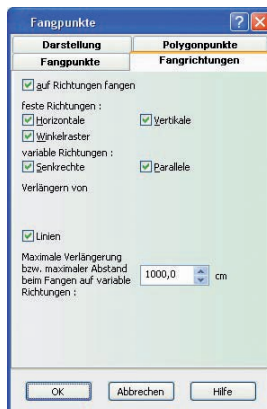 Fangpunkte
Darstellung Polygonpunkte
Fangpunkte Fangrichtungen
auf Richtungen fangen
feste Richtungen :
Horizontale Vertikale
Winkelraster
variable Richtungen :
Senkrechte Parallele
Verlängern von
Linien
Maximale Verlängerung
bzw. maximaler Abstand
beim Fangen auf variable
Richtungen :
1000,0 cm
OK Abbrechen Hilfe